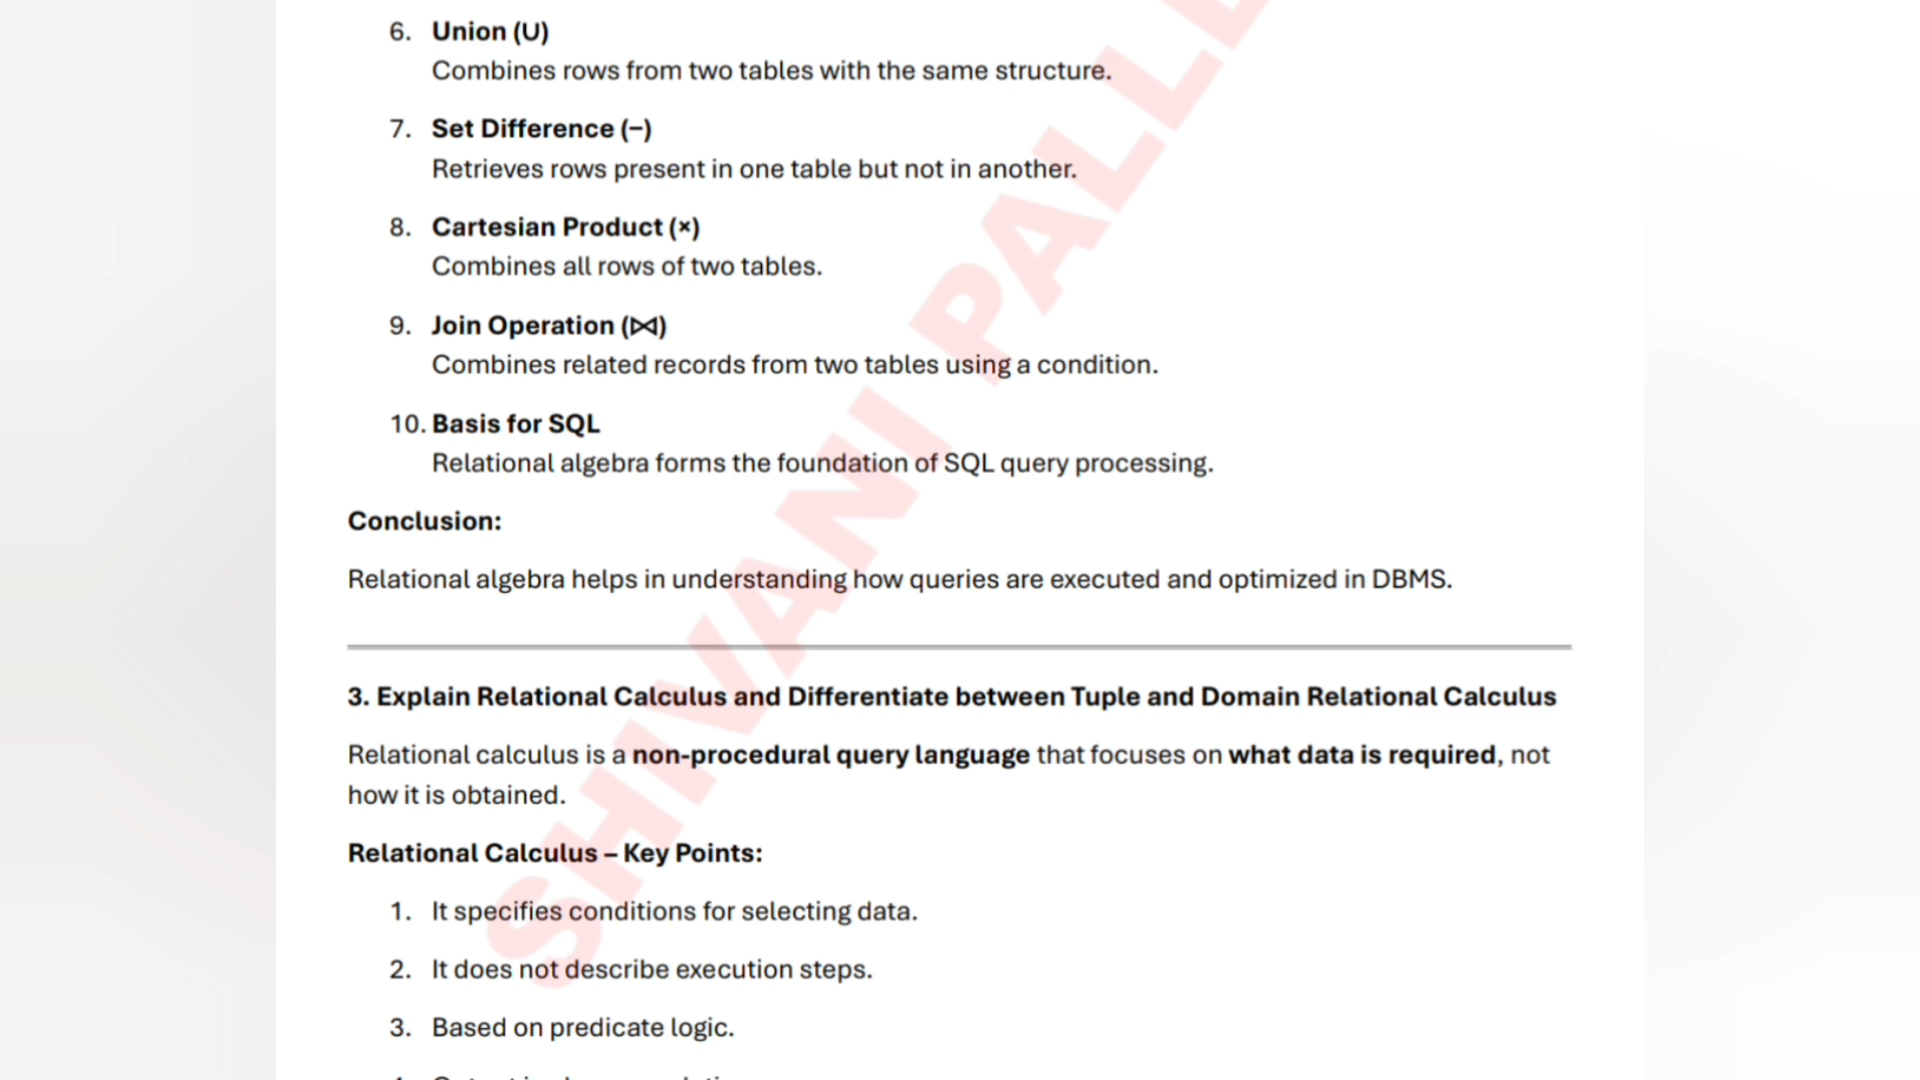 6. Union (U)
Combines rows from two tables with the same structure.
7. Set Difference (−)
Retrieves rows present in one table but not in another.
8. Cartesian Product (×)
Combines all rows of two tables.
9. Join Operation (⋈)
Combines related records from two tables using a condition.
10. Basis for SQL
Relational algebra forms the foundation of SQL query processing.
Conclusion:
Relational algebra helps in understanding how queries are executed and optimized in DBMS.
3. Explain Relational Calculus and Differentiate between Tuple and Domain Relational Calculus
Relational calculus is a non-procedural query language that focuses on what data is required, not
how it is obtained.
Relational Calculus – Key Points:
1. It specifies conditions for selecting data.
2. It does not describe execution steps.
3. Based on predicate logic.
SHIVANI